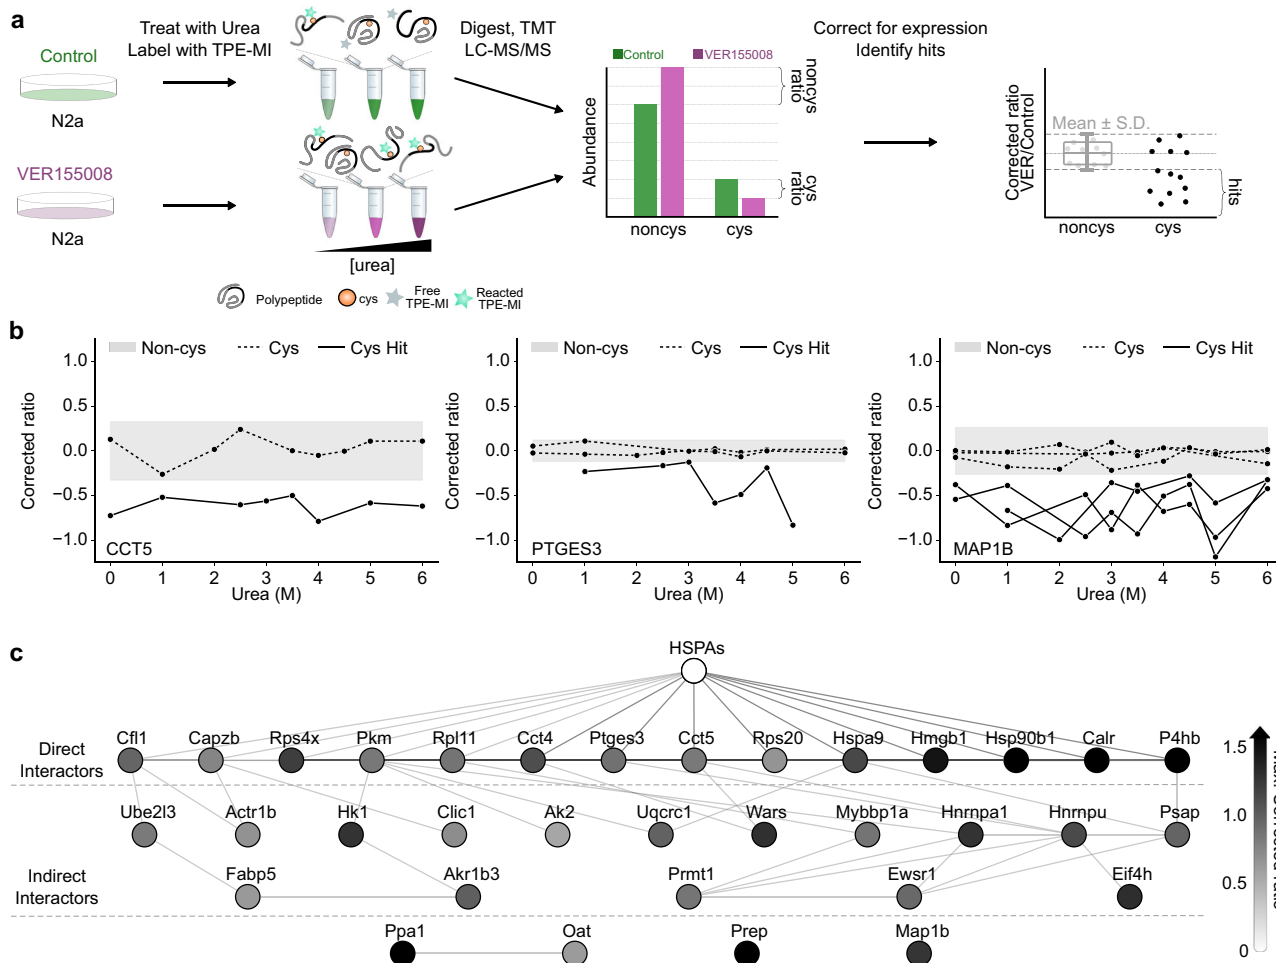 a
Control
N2a
VER155008
N2a
Treat with Urea
Label with TPE-MI
[urea]
Polypeptide
cys
Free
TPE-MI
Reacted
TPE-MI
Digest, TMT
LC-MS/MS
Control
VER155008
Abundance
noncys
ratio
cys
ratio
noncys
cys
Correct for expression
Identify hits
Corrected ratio
VER/Control
Mean ± S.D.
hits
noncys
cys
b
Non-cys
Cys
Cys Hit
Corrected ratio
1.0
0.5
0.0
−0.5
−1.0
CCT5
0 1 2 3 4 5 6
Urea (M)
Non-cys
Cys
Cys Hit
Corrected ratio
1.0
0.5
0.0
−0.5
−1.0
PTGES3
0 1 2 3 4 5 6
Urea (M)
Non-cys
Cys
Cys Hit
Corrected ratio
1.0
0.5
0.0
−0.5
−1.0
MAP1B
0 1 2 3 4 5 6
Urea (M)
c
HSPAs
Direct
Interactors
Cfl1 Capzb Rps4x Pkm Rpl11 Cct4 Ptges3 Cct5 Rps20 Hspa9 Hmgb1 Hsp90b1 Calr P4hb
Ube2l3 Actr1b Hk1 Clic1 Ak2 Uqcrc1 Wars Mybbp1a Hnrnpa1 Hnrnpu Psap
Indirect
Interactors
Fabp5 Akr1b3 Prmt1 Ewsr1 Eif4h
Ppa1 Oat Prep Map1b
1.5
1.0
0.5
0